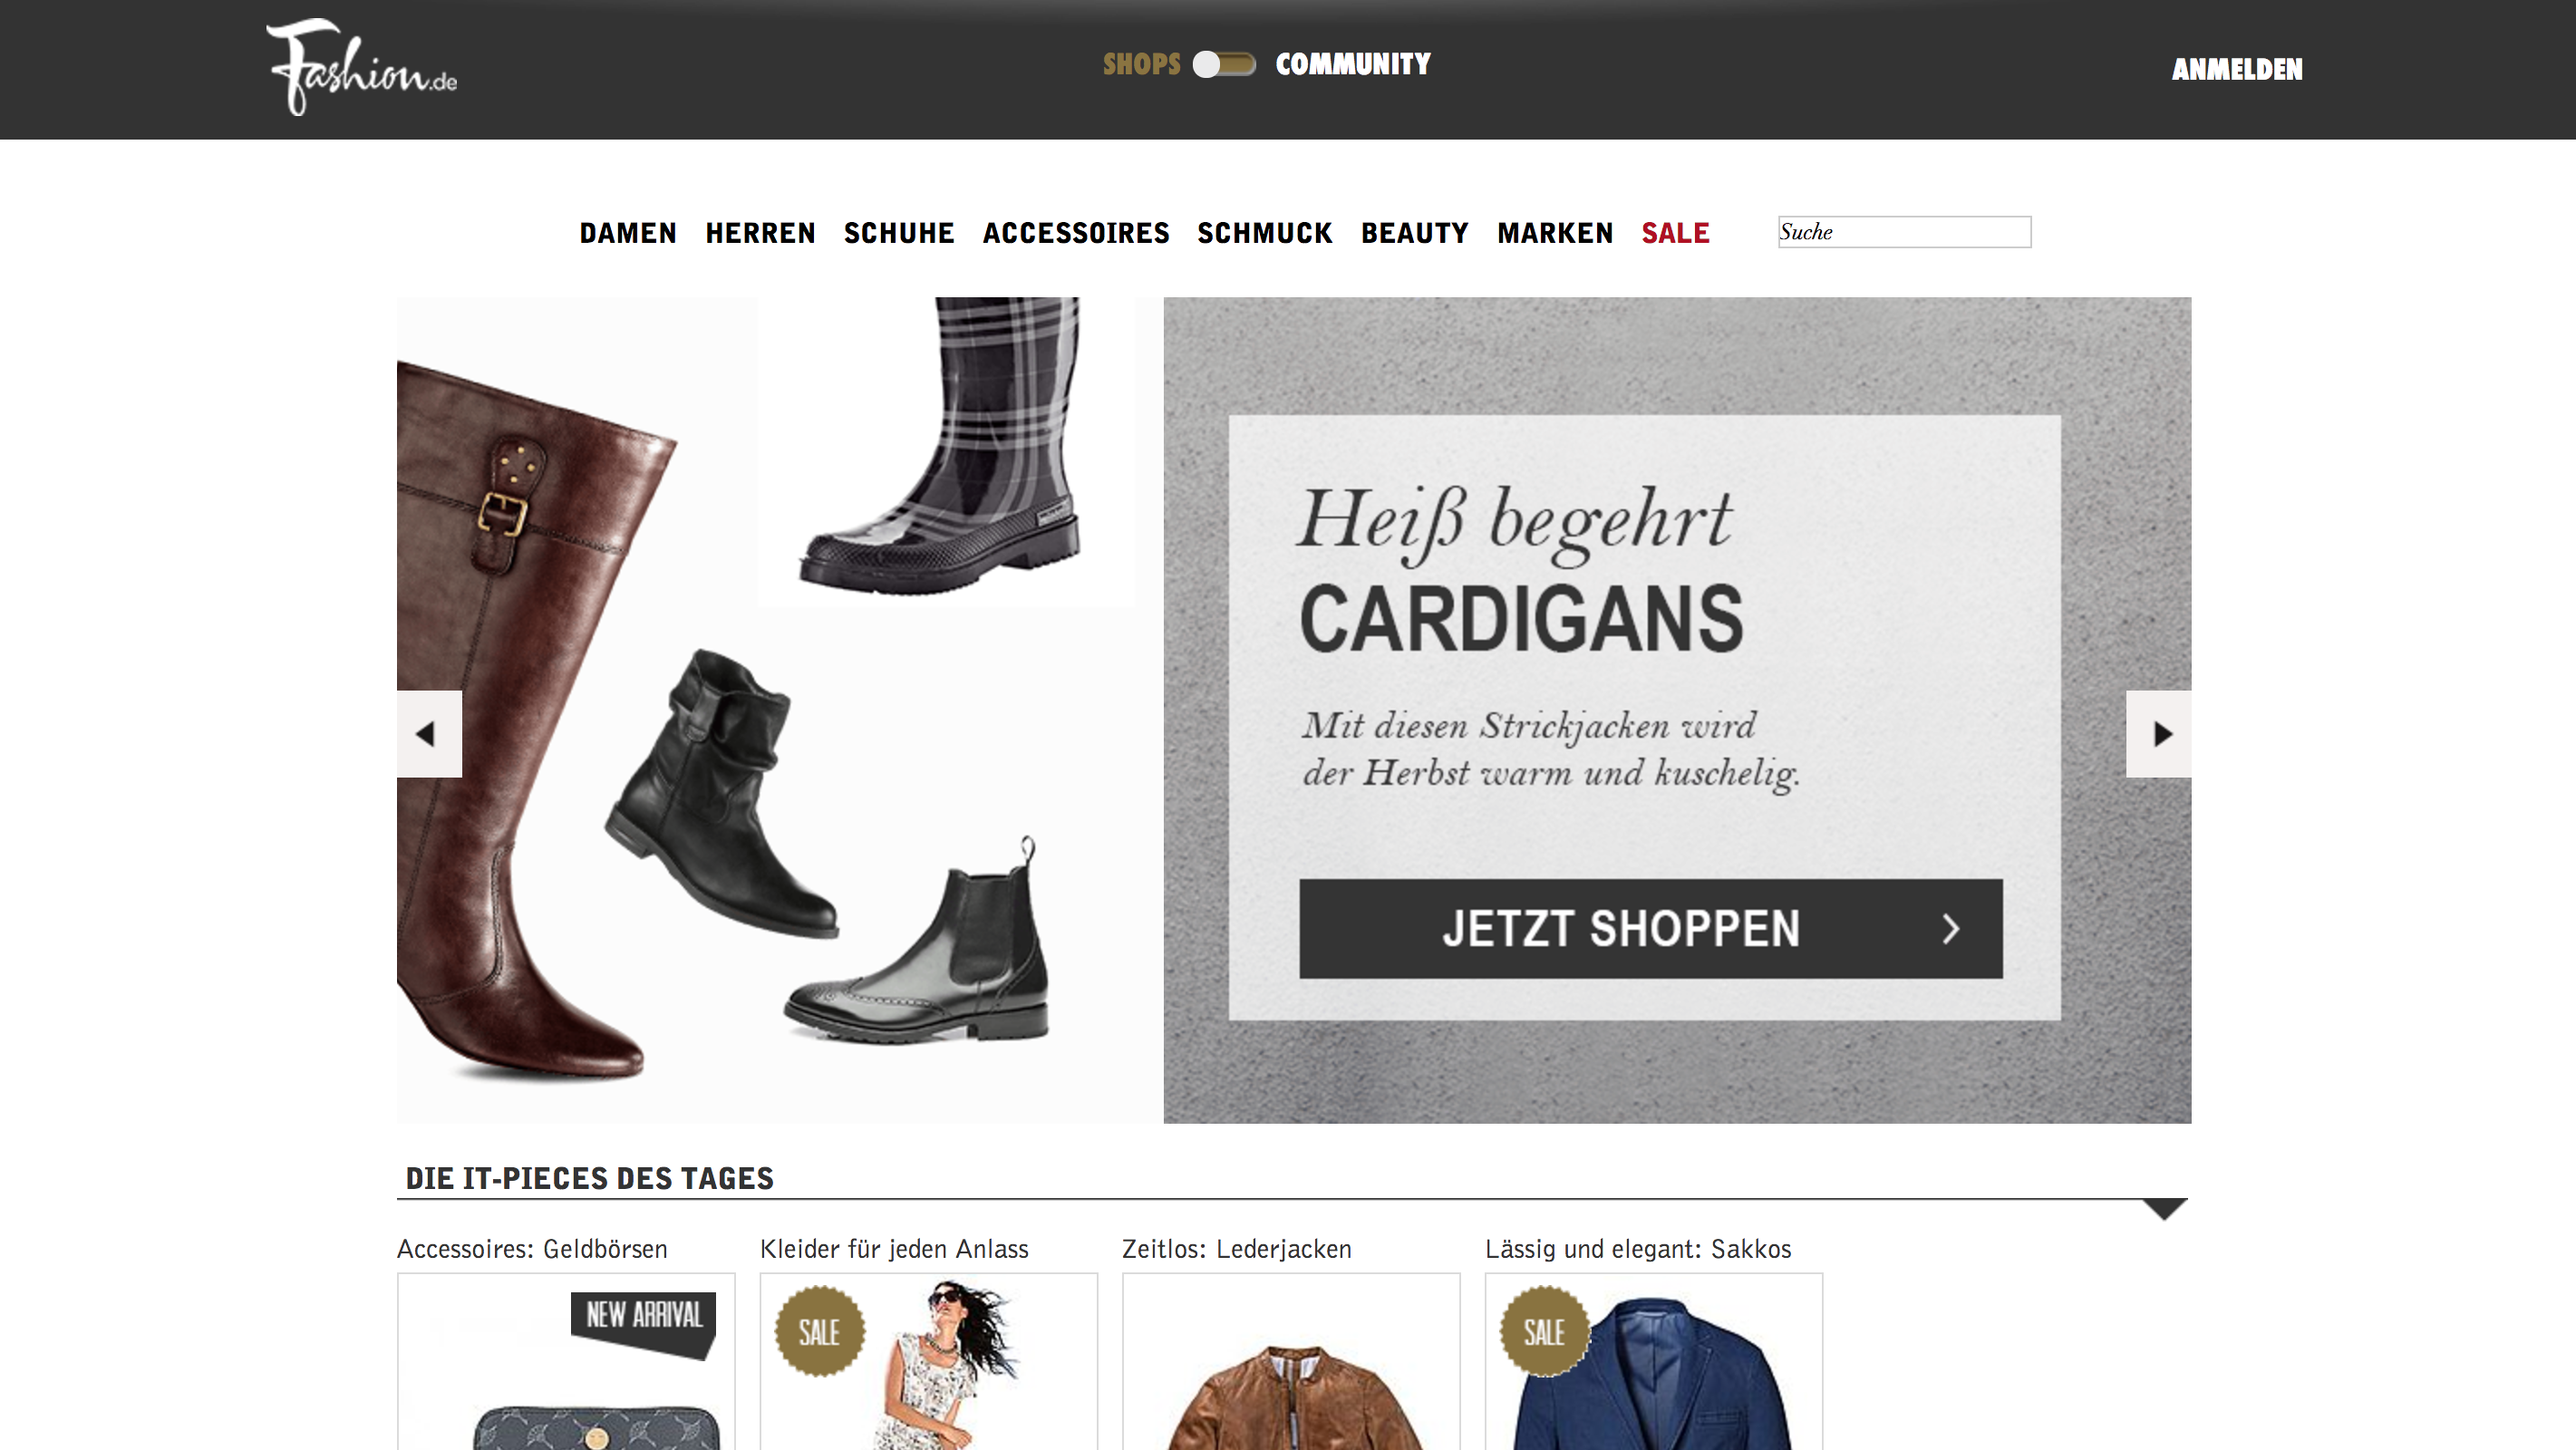 Fashion.de
SHOPS COMMUNITY
ANMELDEN
DAMEN HERREN SCHUHE ACCESSOIRES SCHMUCK BEAUTY MARKEN SALE
Suche
Heiß begehrt
CARDIGANS
Mit diesen Strickjacken wird
der Herbst warm und kuschelig.
JETZT SHOPPEN
DIE IT-PIECES DES TAGES
Accessoires: Geldbörsen
Kleider für jeden Anlass
Zeitlos: Lederjacken
Lässig und elegant: Sakkos
NEW ARRIVAL
SALE
SALE